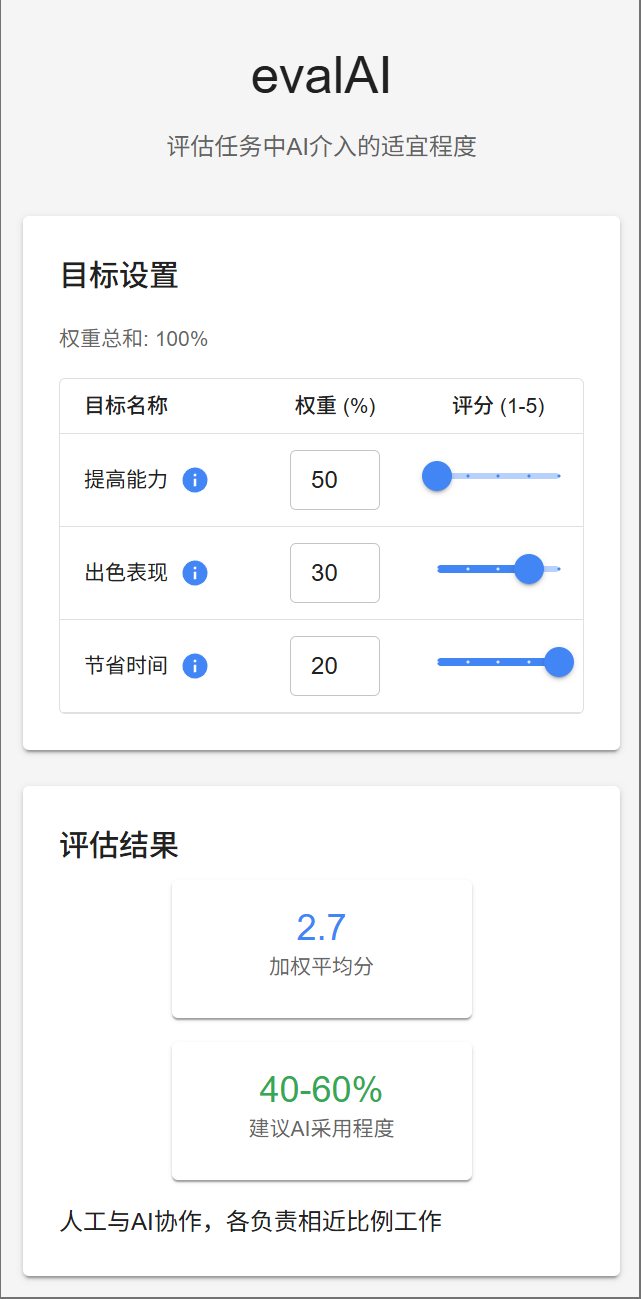 evalAI
评估任务中AI介入的适宜程度
目标设置
权重总和: 100%
目标名称 权重 (%) 评分 (1-5)
提高能力 50
出色表现 30
节省时间 20
评估结果
2.7
加权平均分
40-60%
建议AI采用程度
人工与AI协作，各负责相近比例工作